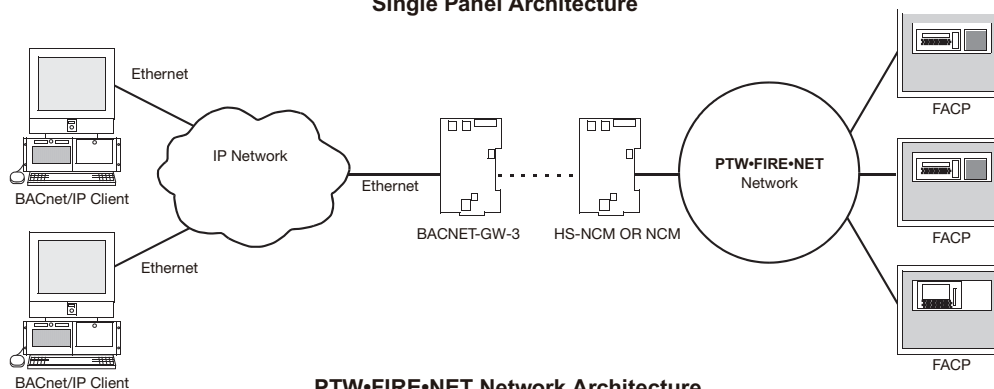 Single Panel Architecture
Ethernet
BACnet/IP Client
IP Network
Ethernet
BACNET-GW-3
HS-NCM OR NCM
PTW•FIRE•NET
Network
FACP
FACP
Ethernet
BACnet/IP Client
FACP
PTW•FIRE•NET Network Architecture